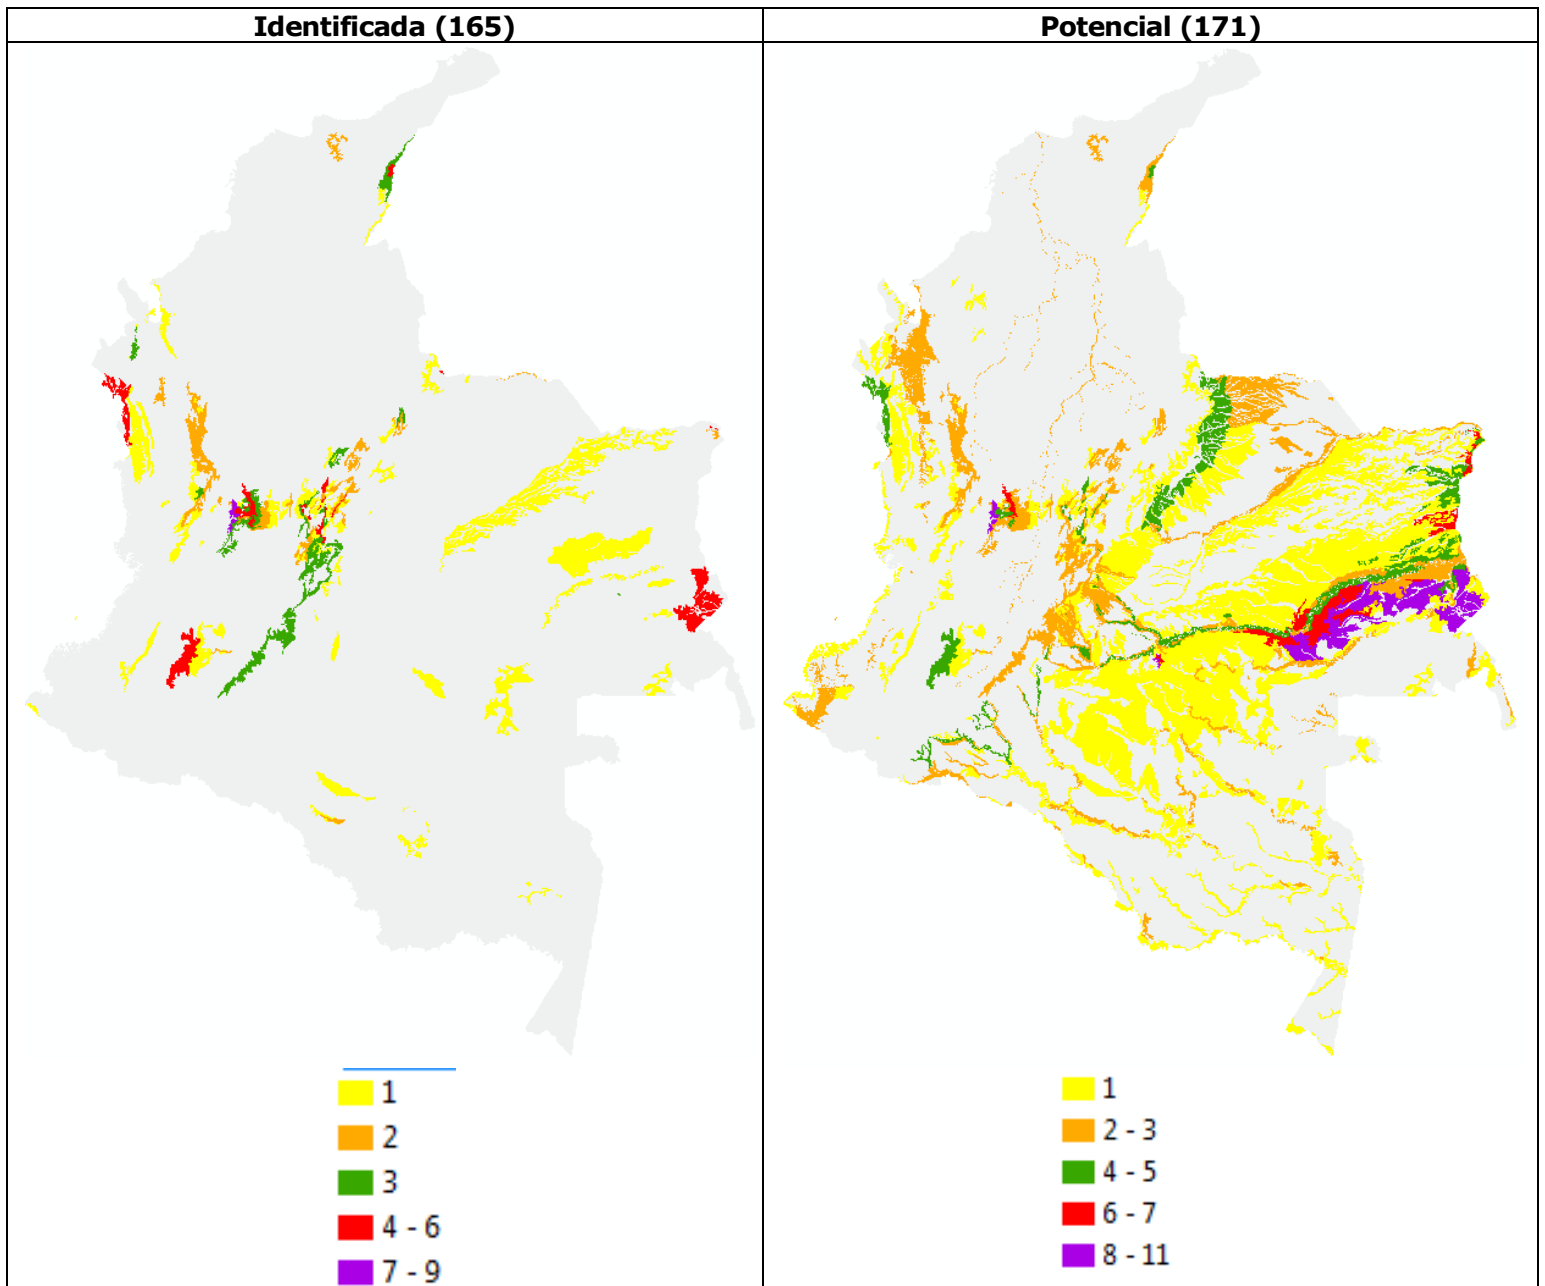 Identificada (165)
Potencial (171)
1
2
3
4 - 6
7 - 9
1
2 - 3
4 - 5
6 - 7
8 - 11